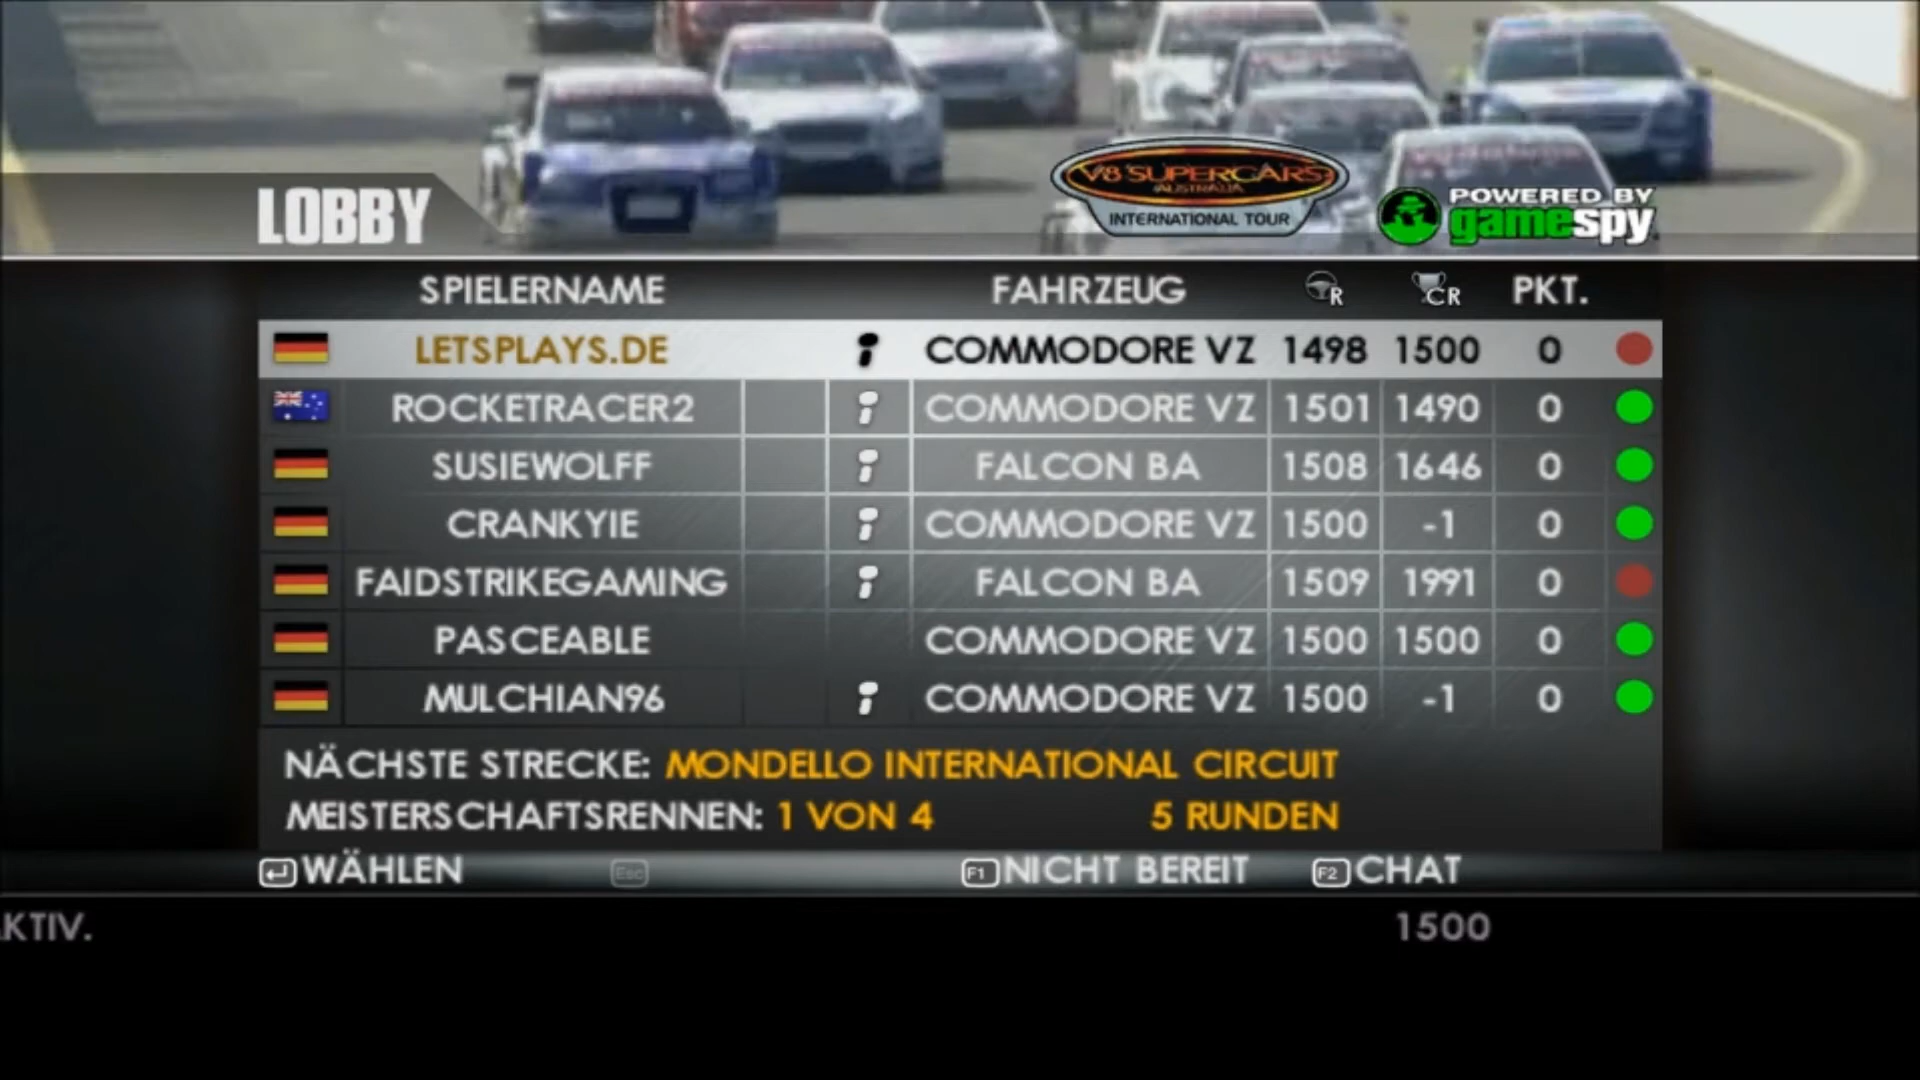 LOBBY
V8 SUPERCARS
AUSTRALIA
INTERNATIONAL TOUR
POWERED BY
gamespy
SPIELERNAME FAHRZEUG R CR PKT.
LETSPLAYS.DE i COMMODORE VZ 1498 1500 0
ROCKETRACER2 i COMMODORE VZ 1501 1490 0
SUSIEWOLFF i FALCON BA 1508 1646 0
CRANKYIE i COMMODORE VZ 1500 -1 0
FAIDSTRIKEGAMING i FALCON BA 1509 1991 0
PASCEABLE COMMODORE VZ 1500 1500 0
MULCHIAN96 i COMMODORE VZ 1500 -1 0
NÄCHSTE STRECKE: MONDELLO INTERNATIONAL CIRCUIT
MEISTERSCHAFTSRENNEN: 1 VON 4 5 RUNDEN
WÄHLEN Esc F1 NICHT BEREIT F2 CHAT
KTIV. 1500